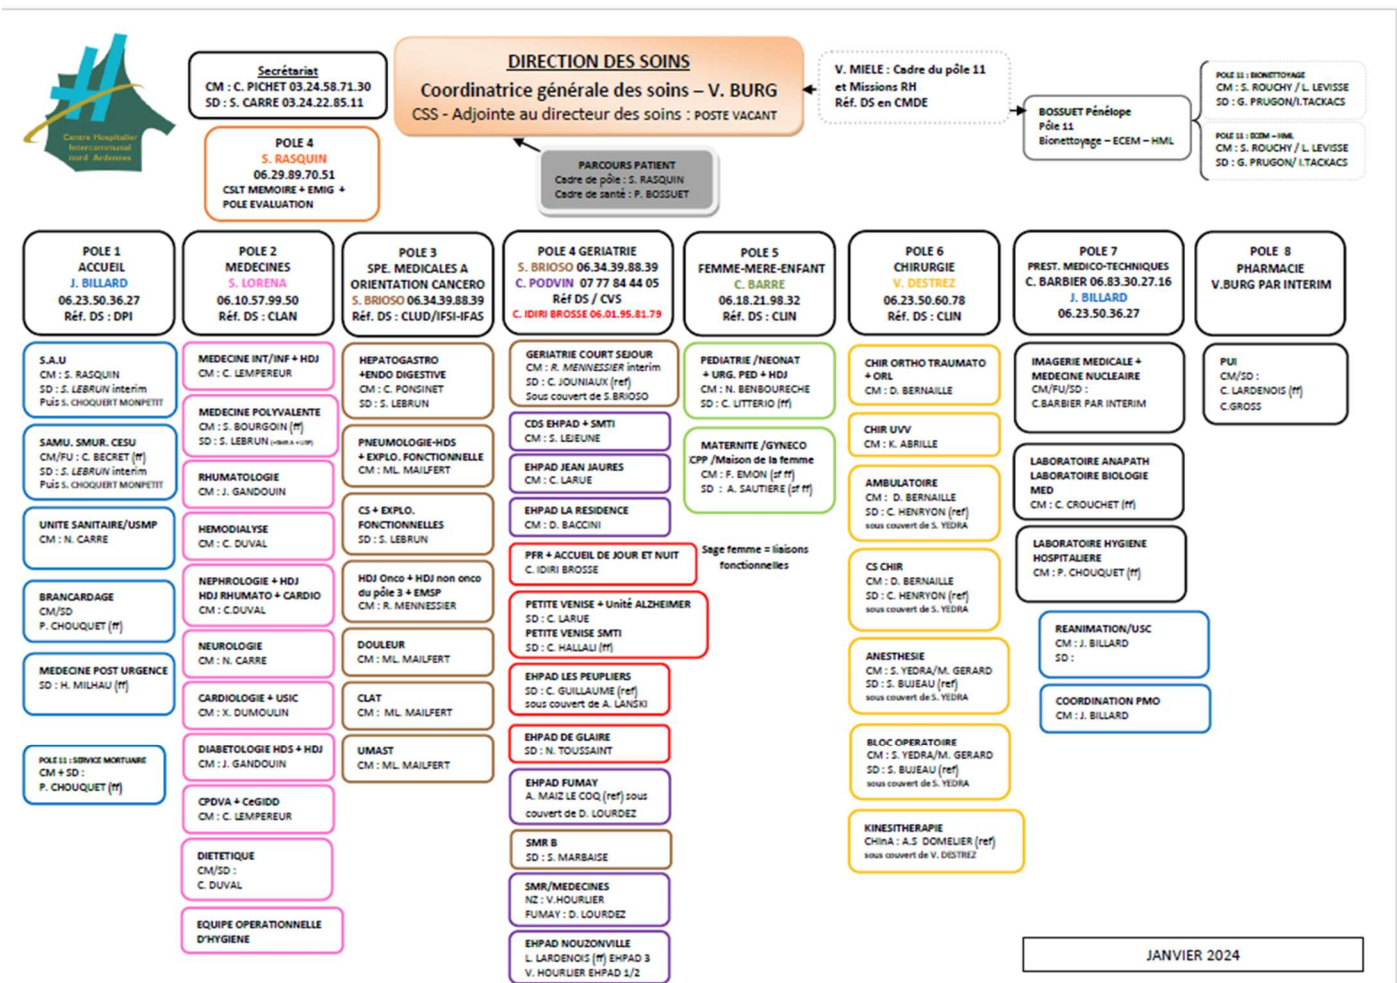 Centre Hospitalier
Intercommunal
nord Ardennes
Secrétariat
CM : C. PICHET 03.24.58.71.30
SD : S. CARRE 03.24.22.85.11
DIRECTION DES SOINS
Coordinatrice générale des soins – V. BURG
CSS - Adjointe au directeur des soins : POSTE VACANT
V. MIELE : Cadre du pôle 11
et Missions RH
Réf. DS en CMDE
BOSSUET Pénélope
Pôle 11
Bionettoyage – ECEM – HML
POLE 11 : BIONETTOYAGE
CM : S. ROUCHY / L. LEVISSE
SD : G. PRUGON/I.TACKACS
POLE 11 : ECEM – HML
CM : S. ROUCHY / L. LEVISSE
SD : G. PRUGON/ I.TACKACS
POLE 4
S. RASQUIN
06.29.89.70.51
CSLT MEMOIRE + EMIG +
POLE EVALUATION
PARCOURS PATIENT
Cadre de pôle : S. RASQUIN
Cadre de santé : P. BOSSUET
POLE 1
ACCUEIL
J. BILLARD
06.23.50.36.27
Réf. DS : DPI
S.A.U
CM : S. RASQUIN
SD : S. LEBRUN interim
Puis S. CHOQUERT MONPETIT
SAMU. SMUR. CESU
CM/FU : C. BECRET (ff)
SD : S. LEBRUN interim
Puis S. CHOQUERT MONPETIT
UNITE SANITAIRE/USMP
CM : N. CARRE
BRANCARDAGE
CM/SD
P. CHOUQUET (ff)
MEDECINE POST URGENCE
SD : H. MILHAU (ff)
POLE 11 : SERVICE MORTUAIRE
CM + SD :
P. CHOUQUET (ff)
POLE 2
MEDECINES
S. LORENA
06.10.57.99.50
Réf. DS : CLAN
MEDECINE INT/INF + HDJ
CM : C. LEMPEREUR
MEDECINE POLYVALENTE
CM : S. BOURGOIN (ff)
SD : S. LEBRUN (+SMR A + USP)
RHUMATOLOGIE
CM : J. GANDOUIN
HEMODIALYSE
CM : C. DUVAL
NEPHROLOGIE + HDJ
HDJ RHUMATO + CARDIO
CM : C.DUVAL
NEUROLOGIE
CM : N. CARRE
CARDIOLOGIE + USIC
CM : X. DUMOULIN
DIABETOLOGIE HDS + HDJ
CM : J. GANDOUIN
CPDVA + CeGIDD
CM : C. LEMPEREUR
DIETETIQUE
CM/SD :
C. DUVAL
EQUIPE OPERATIONNELLE
D'HYGIENE
POLE 3
SPE. MEDICALES A
ORIENTATION CANCERO
S. BRIOSO 06.34.39.88.39
Réf. DS : CLUD/IFSI-IFAS
HEPATOGASTRO
+ENDO DIGESTIVE
CM : C. PONSINET
SD : S. LEBRUN
PNEUMOLOGIE-HDS
+ EXPLO. FONCTIONNELLE
CM : ML. MAILFERT
CS + EXPLO.
FONCTIONNELLES
SD : S. LEBRUN
HDJ Onco + HDJ non onco
du pôle 3 + EMSP
CM : R. MENNESSIER
DOULEUR
CM : ML. MAILFERT
CLAT
CM : ML. MAILFERT
UMAST
CM : ML. MAILFERT
POLE 4 GERIATRIE
S. BRIOSO 06.34.39.88.39
C. PODVIN 07 77 84 44 05
Réf DS / CVS
C. IDIRI BROSSE 06.01.95.81.79
GERIATRIE COURT SEJOUR
CM : R. MENNESSIER interim
SD : C. JOUNIAUX (ref)
Sous couvert de S.BRIOSO
CDS EHPAD + SMTI
CM : S. LEJEUNE
EHPAD JEAN JAURES
CM : C. LARUE
EHPAD LA RESIDENCE
CM : D. BACCINI
PFR + ACCUEIL DE JOUR ET NUIT
C. IDIRI BROSSE
PETITE VENISE + Unité ALZHEIMER
SD : C. LARUE
PETITE VENISE SMTI
SD : C. HALLALI (ff)
EHPAD LES PEUPLIERS
SD : C. GUILLAUME (ref)
sous couvert de A. LANSKI
EHPAD DE GLAIRE
SD : N. TOUSSAINT
EHPAD FUMAY
A. MAIZ LE COQ (ref) sous
couvert de D. LOURDEZ
SMR B
SD : S. MARBAISE
SMR/MEDECINES
NZ : V.HOURLIER
FUMAY : D. LOURDEZ
EHPAD NOUZONVILLE
L. LARDENOIS (ff) EHPAD 3
V. HOURLIER EHPAD 1/2
POLE 5
FEMME-MERE-ENFANT
C. BARRE
06.18.21.98.32
Réf. DS : CLIN
PEDIATRIE /NEONAT
+ URG. PED + HDJ
CM : N. BENBOURECHE
SD : C. LITTERIO (ff)
MATERNITE /GYNECO
CPP /Maison de la femme
CM : F. EMON (sf ff)
SD : A. SAUTIERE (sf ff)
Sage femme = liaisons
fonctionnelles
POLE 6
CHIRURGIE
V. DESTREZ
06.23.50.60.78
Réf. DS : CLIN
CHIR ORTHO TRAUMATO
+ ORL
CM : D. BERNAILLE
CHIR UVV
CM : K. ABRILLE
AMBULATOIRE
CM : D. BERNAILLE
SD : C. HENRYON (ref)
sous couvert de S. YEDRA
CS CHIR
CM : D. BERNAILLE
SD : C. HENRYON (ref)
sous couvert de S. YEDRA
ANESTHESIE
CM : S. YEDRA/M. GERARD
SD : S. BUJEAU (ref)
sous couvert de S. YEDRA
BLOC OPERATOIRE
CM : S. YEDRA/M. GERARD
SD : S. BUJEAU (ref)
sous couvert de S. YEDRA
KINESITHERAPIE
CHInA : A.S DOMELIER (ref)
sous couvert de V. DESTREZ
POLE 7
PREST. MEDICO-TECHNIQUES
C. BARBIER 06.83.30.27.16
J. BILLARD
06.23.50.36.27
IMAGERIE MEDICALE +
MEDECINE NUCLEAIRE
CM/FU/SD :
C.BARBIER PAR INTERIM
LABORATOIRE ANAPATH
LABORATOIRE BIOLOGIE
MED
CM : C. CROUCHET (ff)
LABORATOIRE HYGIENE
HOSPITALIERE
CM : P. CHOUQUET (ff)
REANIMATION/USC
CM : J. BILLARD
SD :
COORDINATION PMO
CM : J. BILLARD
POLE 8
PHARMACIE
V.BURG PAR INTERIM
PUI
CM/SD :
C. LARDENOIS (ff)
C.GROSS
JANVIER 2024